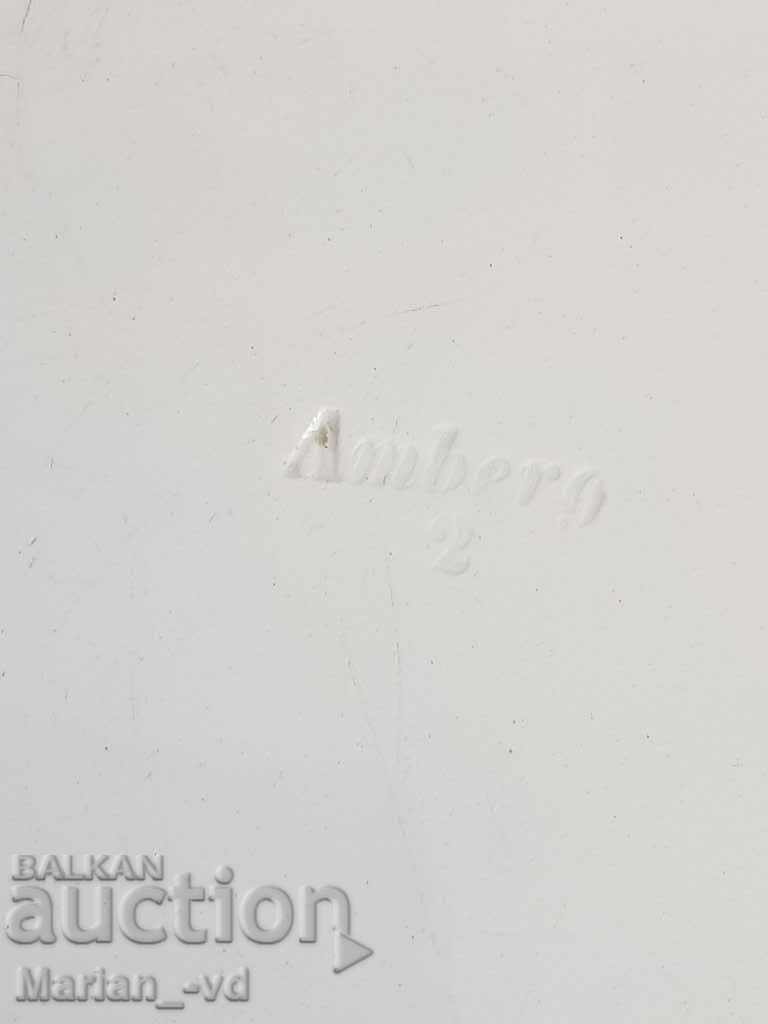 Amberg
2
BALKAN
auction
Marian_-vd